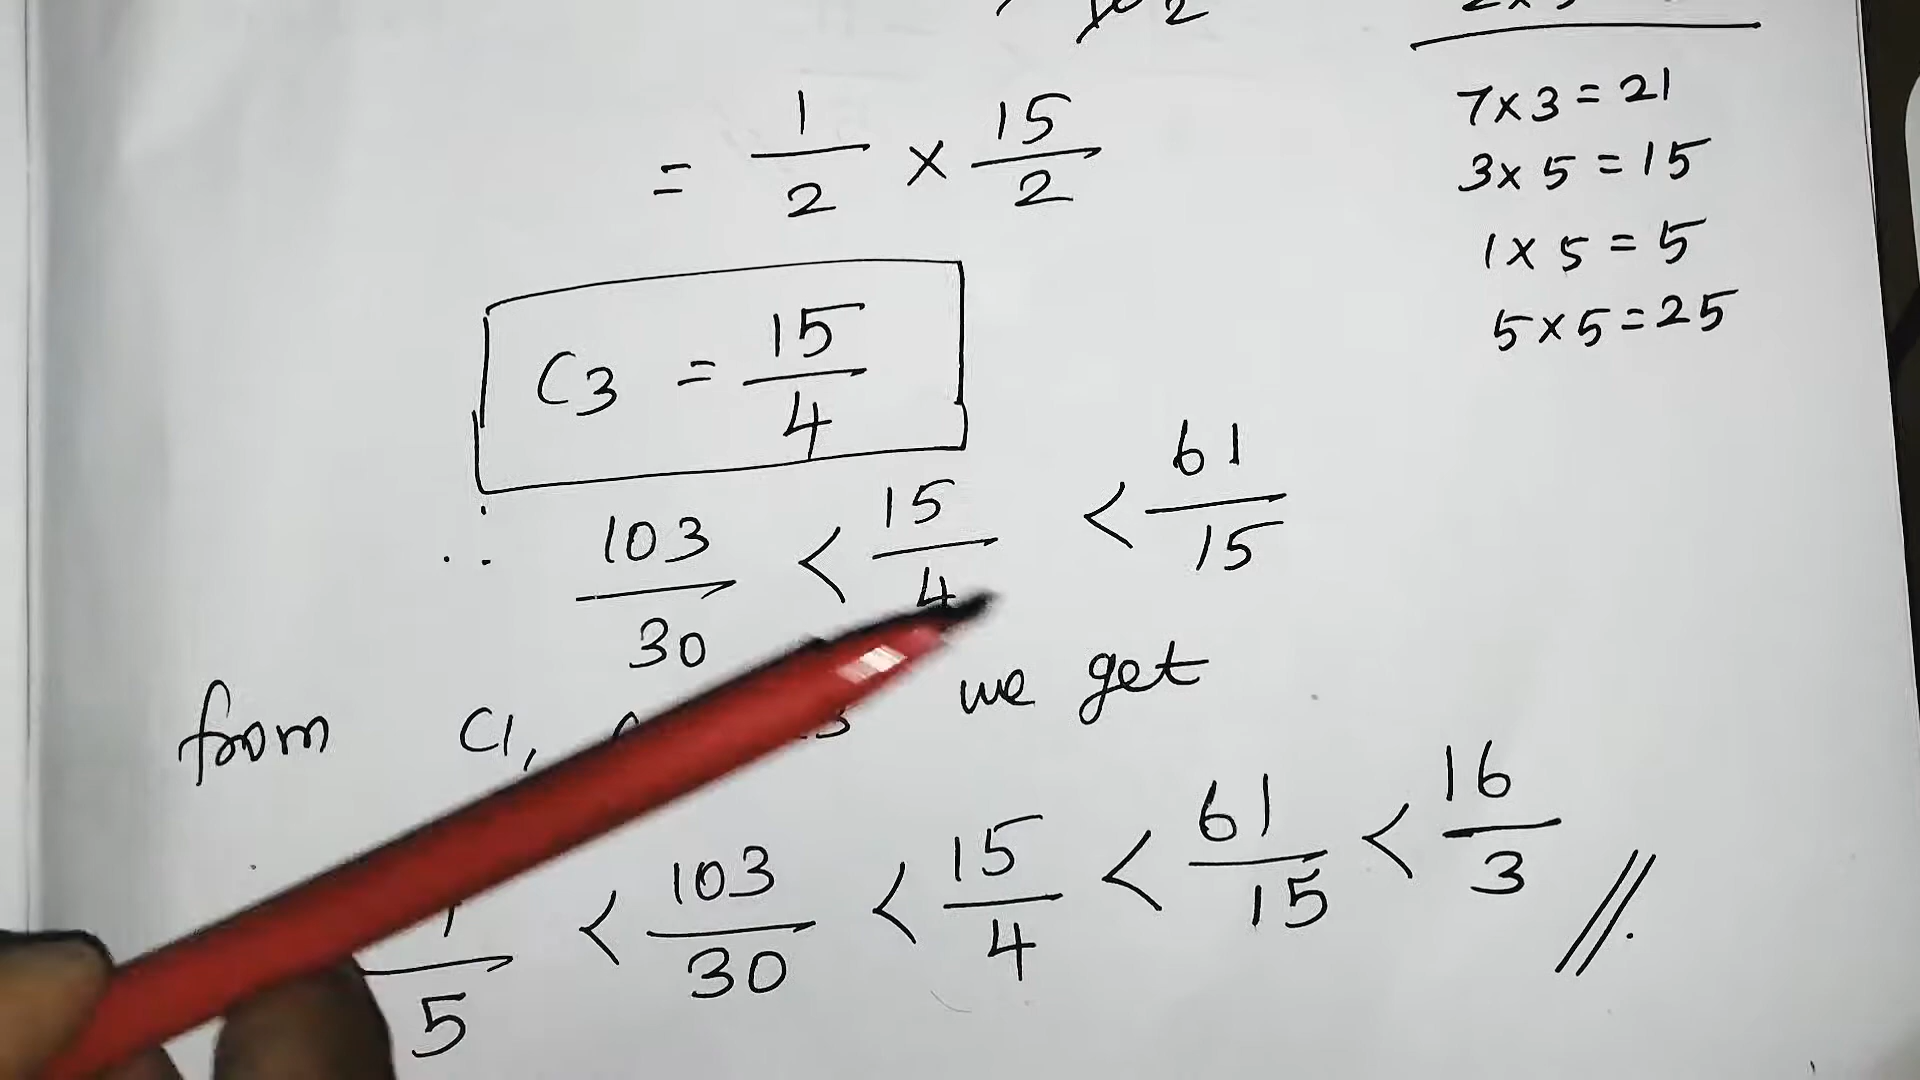 = 1/2 × 15/2
C3 = 15/4
∴ 103/30 < 15/4 < 61/15
from C1, 3 we get
/5 < 103/30 < 15/4 < 61/15 < 16/3 //.
7×3=21
3×5=15
1×5=5
5×5=25